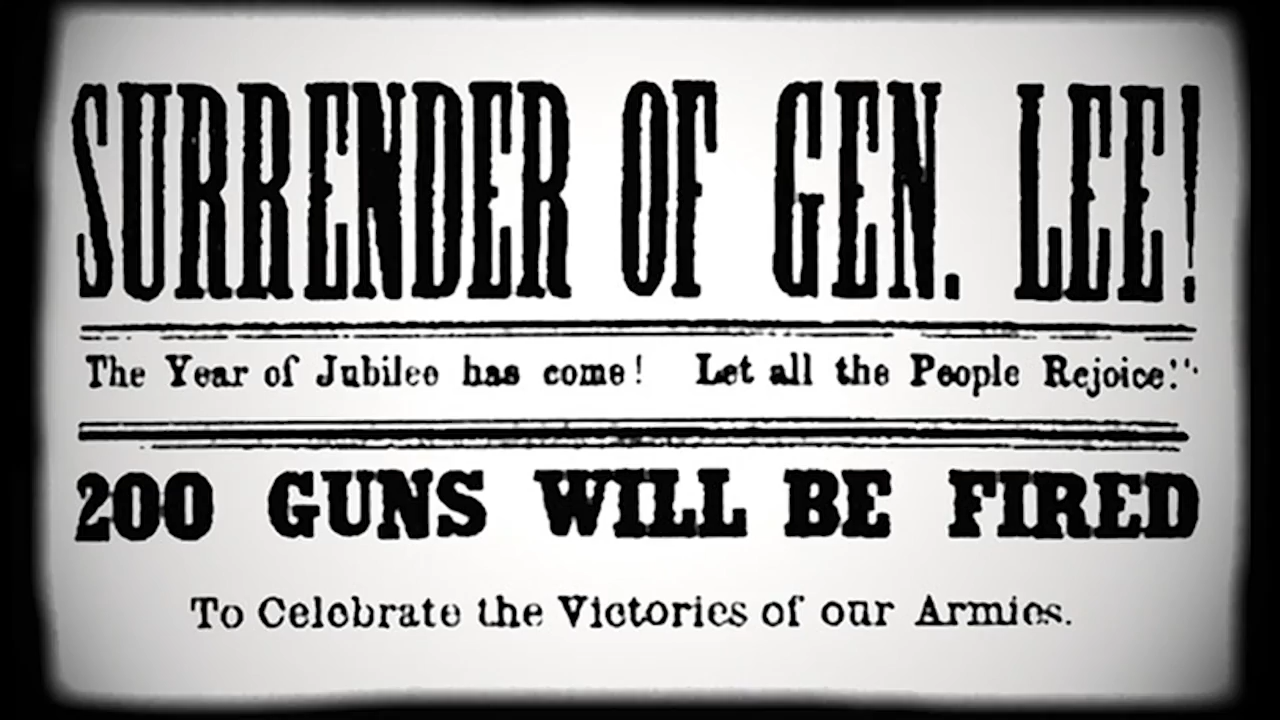 SURRENDER OF GEN. LEE!
The Year of Jubilee has come! Let all the People Rejoice!"
200 GUNS WILL BE FIRED
To Celebrate the Victories of our Armies.